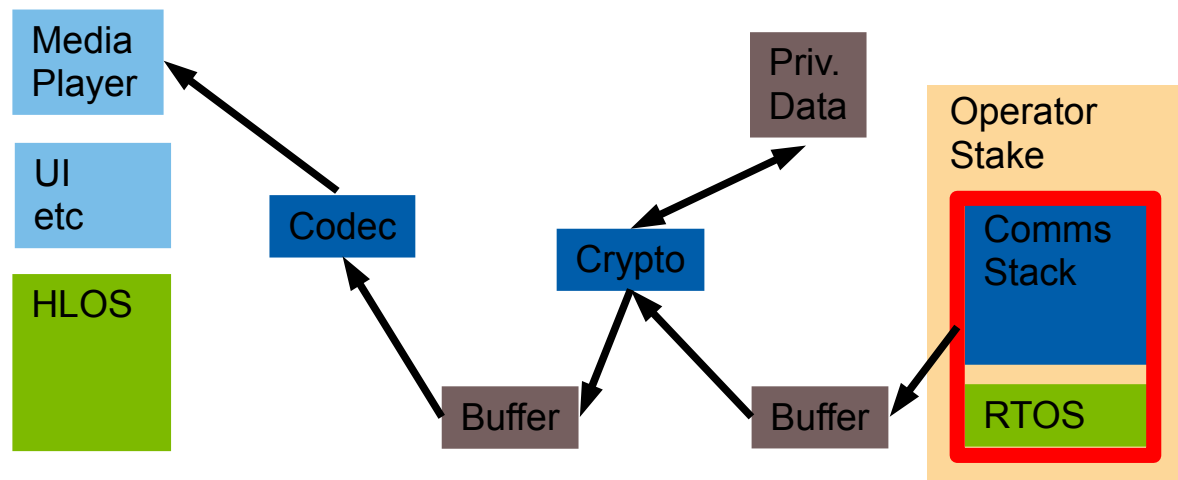 Media
Player
UI
etc
HLOS
Codec
Buffer
Crypto
Priv.
Data
Buffer
Operator
Stake
Comms
Stack
RTOS